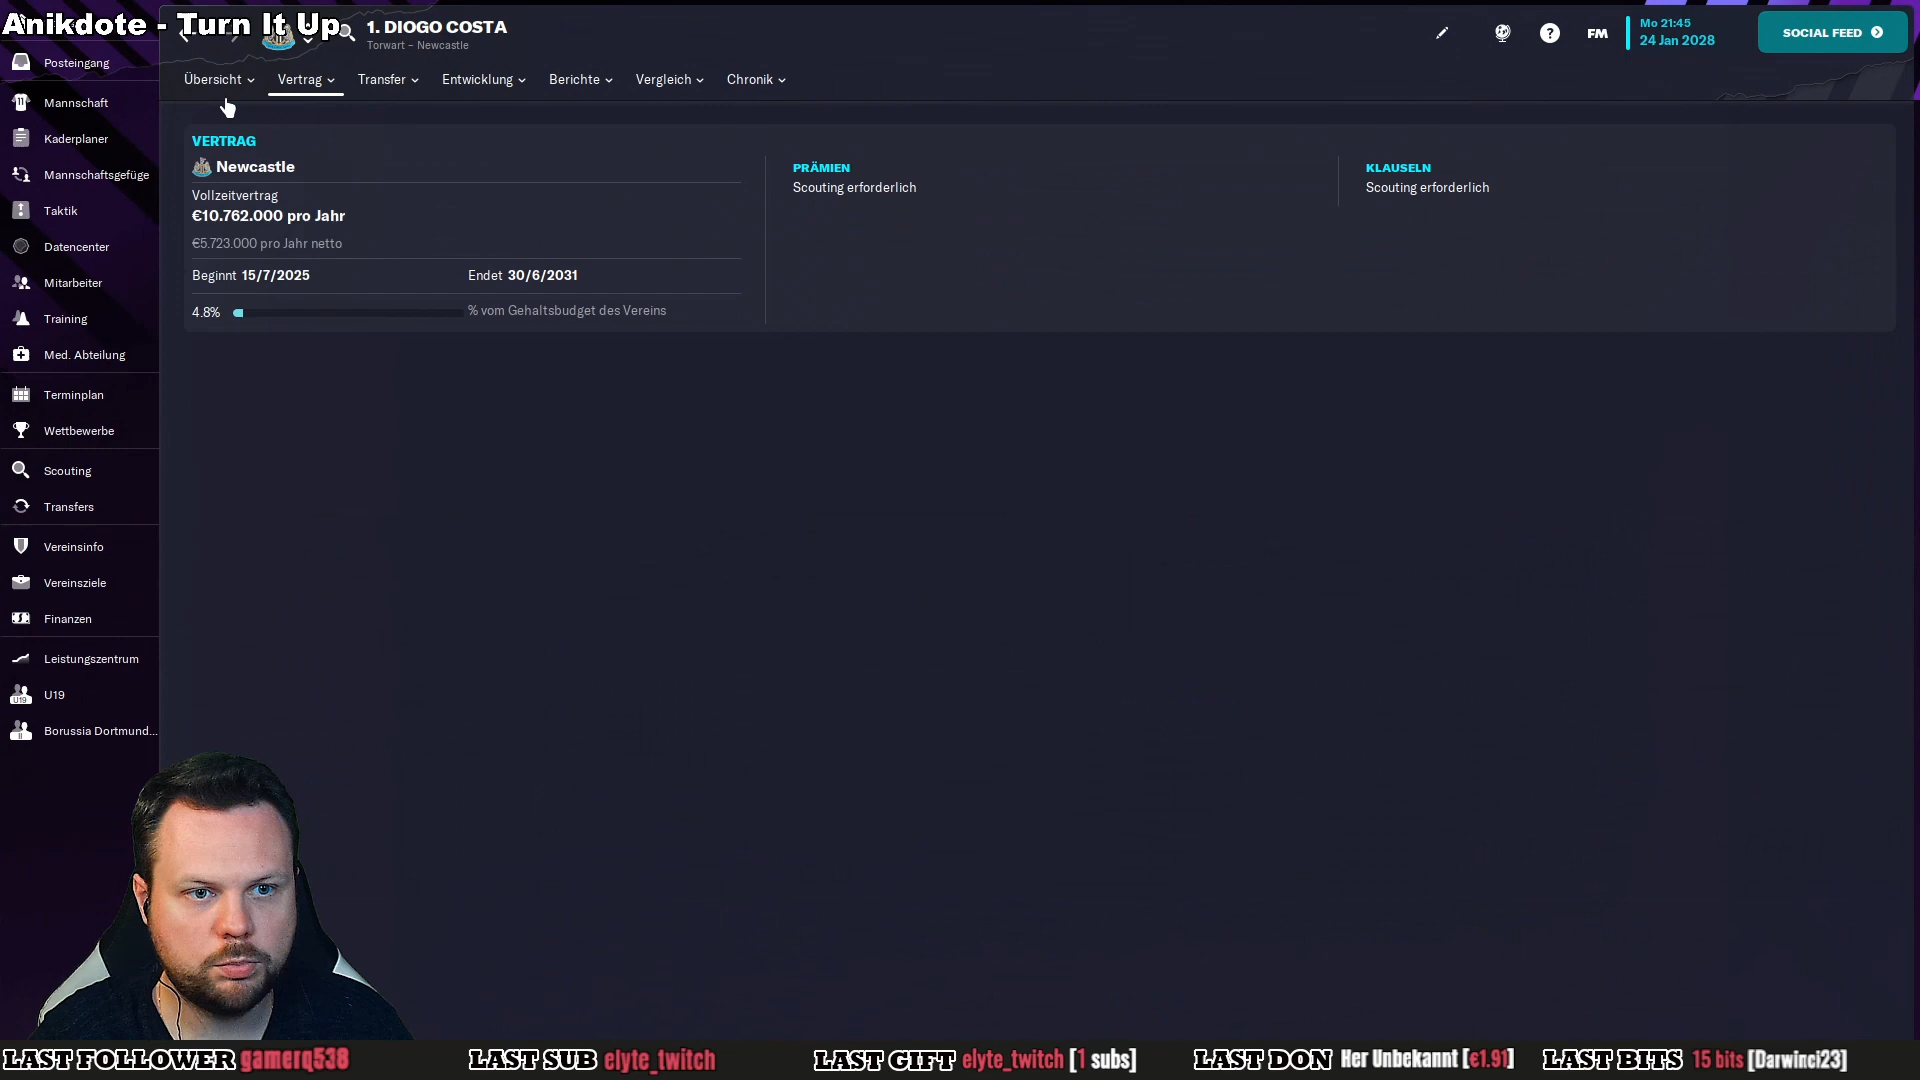 Anikdote - Turn It Up
1. DIOGO COSTA
Torwart – Newcastle
FM
Mo 21:45
24 Jan 2028
SOCIAL FEED
Übersicht
Vertrag
Transfer
Entwicklung
Berichte
Vergleich
Chronik
Posteingang
Mannschaft
Kaderplaner
Mannschaftsgefüge
Taktik
Datencenter
Mitarbeiter
Training
Med. Abteilung
Terminplan
Wettbewerbe
Scouting
Transfers
Vereinsinfo
Vereinsziele
Finanzen
Leistungszentrum
U19
Borussia Dortmund...
VERTRAG
Newcastle
Vollzeitvertrag
€10.762.000 pro Jahr
€5.723.000 pro Jahr netto
Beginnt 15/7/2025
Endet 30/6/2031
4.8%
% vom Gehaltsbudget des Vereins
PRÄMIEN
Scouting erforderlich
KLAUSELN
Scouting erforderlich
LAST FOLLOWER gamerq538
LAST SUB elyte_twitch
LAST GIFT elyte_twitch [1 subs]
LAST DON Her Unbekannt [€1.91]
LAST BITS 15 bits [Darwinci23]